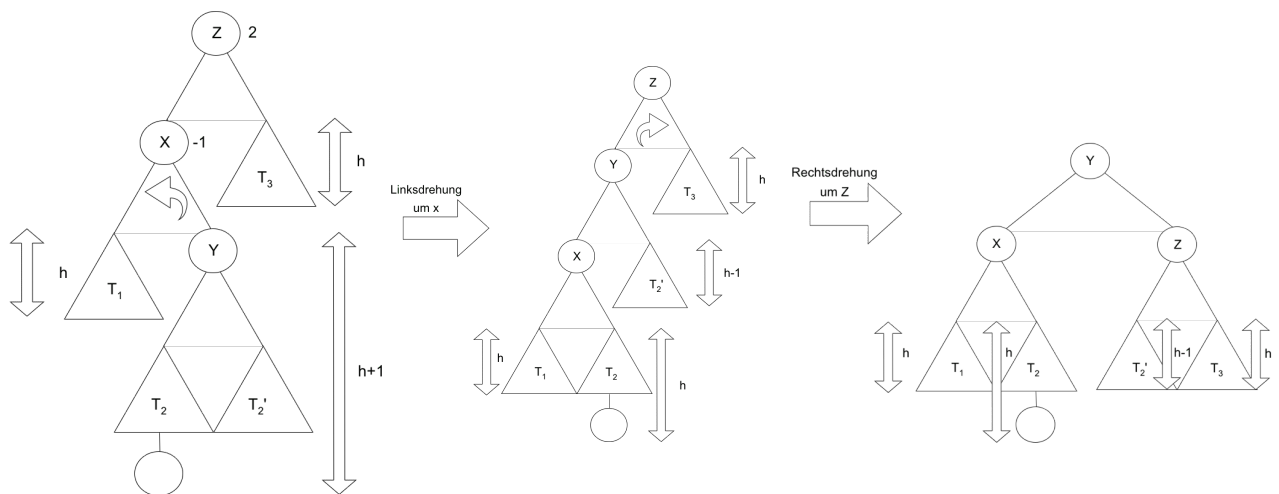 Z 2
X -1
T3 h
h T1
Y
h+1
T2 T2'
Linksdrehung
um x
Z
Y
T3 h
X
T2' h-1
h T1 T2 h
Rechtsdrehung
um Z
Y
X Z
h T1 h T2 T2' h-1 T3 h